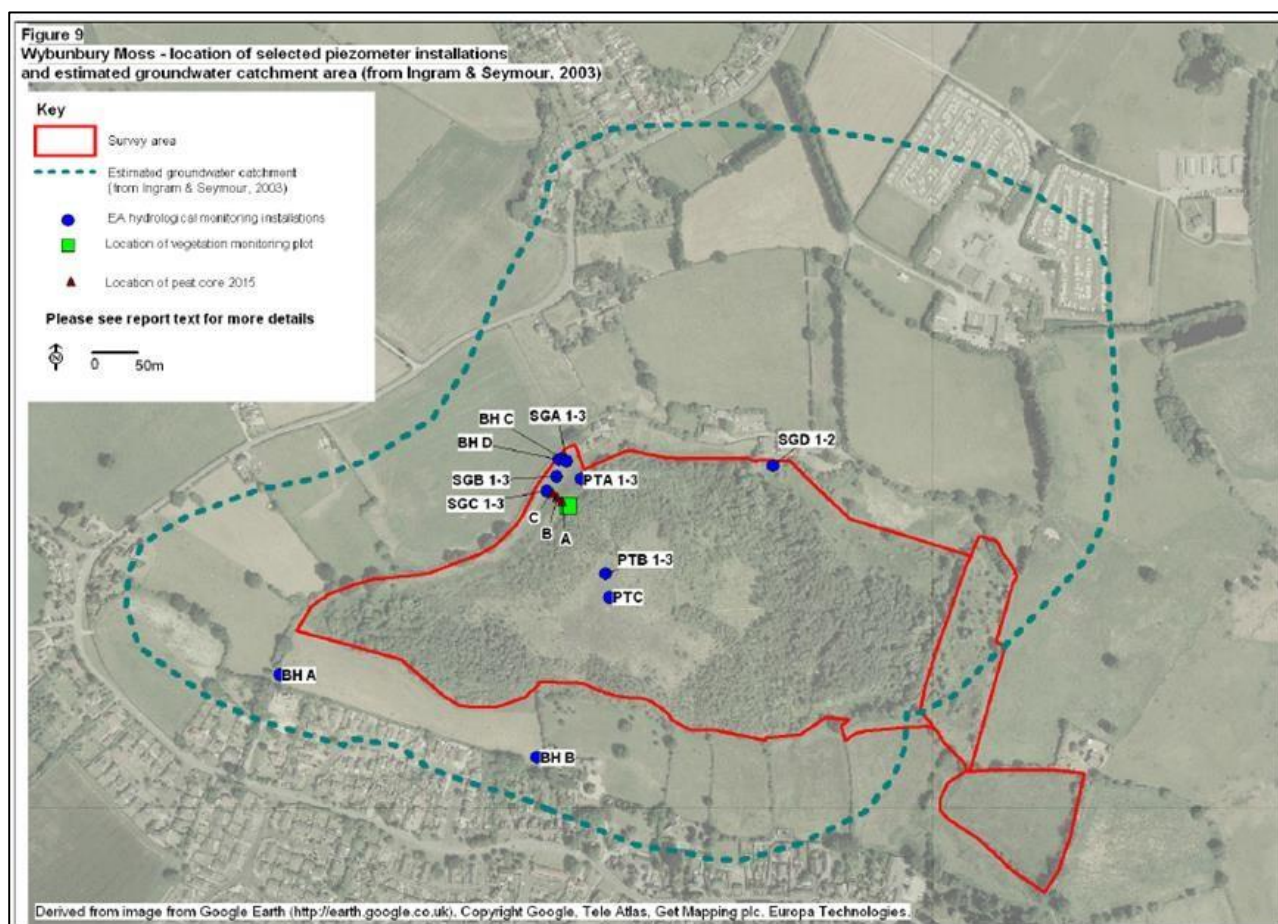 Figure 9
Wybunbury Moss - location of selected piezometer installations
and estimated groundwater catchment area (from Ingram & Seymour, 2003)
Key
Survey area
Estimated groundwater catchment
(from Ingram & Seymour, 2003)
EA hydrological monitoring installations
Location of vegetation monitoring plot
Location of peat core 2015
Please see report text for more details
N
0 50m
SGA 1-3
BH C
BH D
SGD 1-2
SGB 1-3
PTA 1-3
SGC 1-3
C
B
A
PTB 1-3
PTC
BH A
BH B
Derived from image from Google Earth (http://earth.google.co.uk). Copyright Google, Tele Atlas, Get Mapping plc. Europa Technologies.